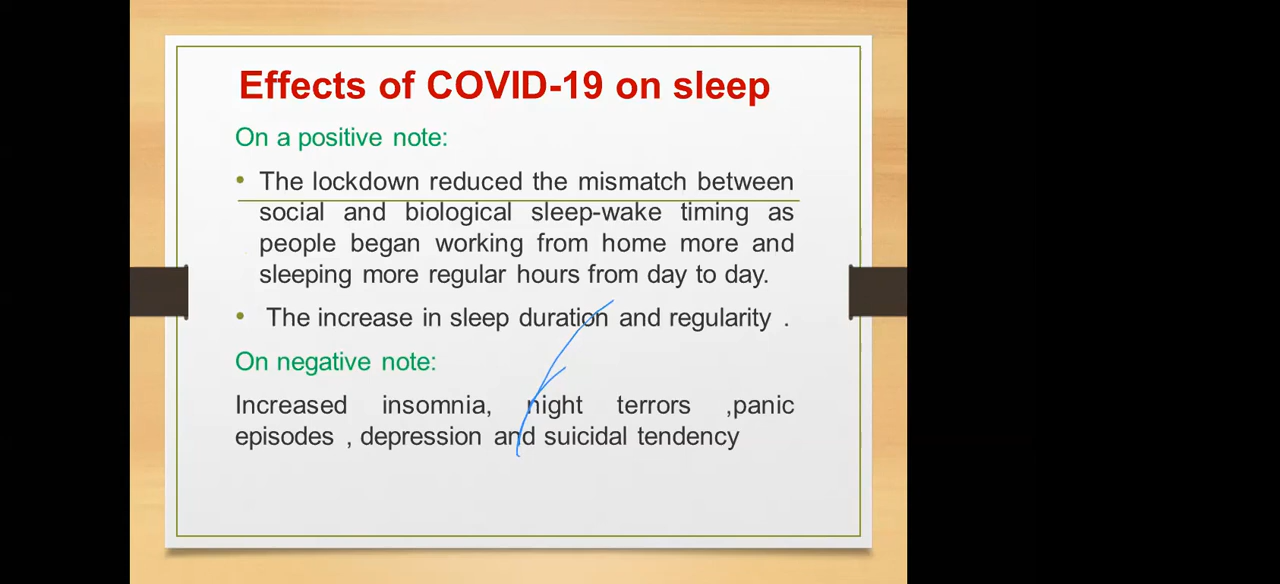 Effects of COVID-19 on sleep
On a positive note:
• The lockdown reduced the mismatch between
social and biological sleep-wake timing as
people began working from home more and
sleeping more regular hours from day to day.
• The increase in sleep duration and regularity .
On negative note:
Increased insomnia, night terrors ,panic
episodes , depression and suicidal tendency